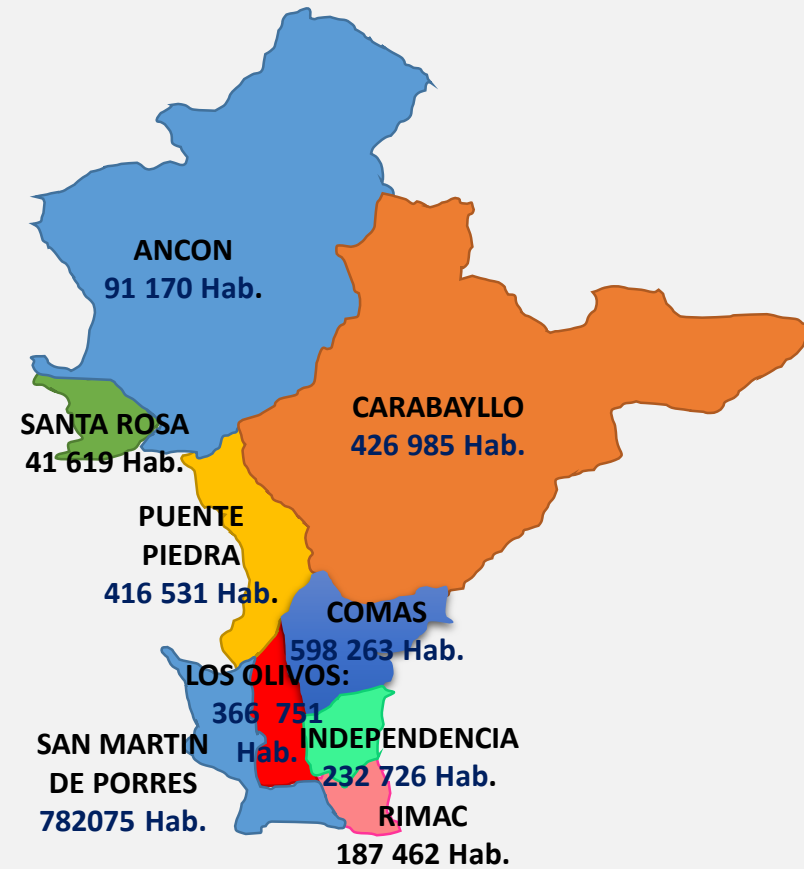 ANCON
91 170 Hab.
CARABAYLLO
426 985 Hab.
SANTA ROSA
41 619 Hab.
PUENTE
PIEDRA
416 531 Hab.
COMAS
598 263 Hab.
LOS OLIVOS:
366 751
Hab.
SAN MARTIN
DE PORRES
782075 Hab.
INDEPENDENCIA
232 726 Hab.
RIMAC
187 462 Hab.